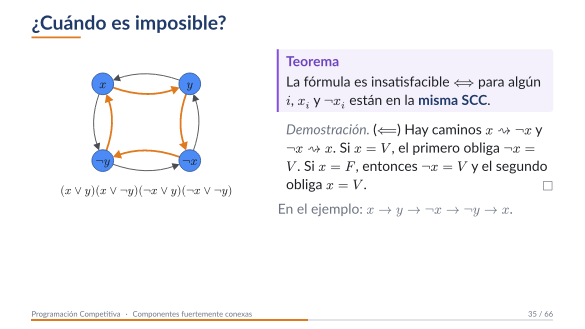 ¿Cuándo es imposible?
x
y
¬y
¬x
(x ∨ y)(x ∨ ¬y)(¬x ∨ y)(¬x ∨ ¬y)
Teorema
La fórmula es insatisfacible ⟺ para algún
i, xᵢ y ¬xᵢ están en la misma SCC.
Demostración. (⟸) Hay caminos x ⇝ ¬x y
¬x ⇝ x. Si x = V, el primero obliga ¬x =
V. Si x = F, entonces ¬x = V y el segundo
obliga x = V. □
En el ejemplo: x → y → ¬x → ¬y → x.
Programación Competitiva · Componentes fuertemente conexas
35 / 66